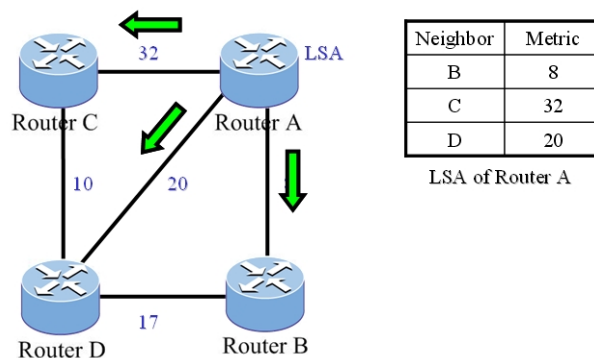 32
LSA
Router C
Router A
10
20
17
Router D
Router B
Neighbor Metric
B 8
C 32
D 20
LSA of Router A